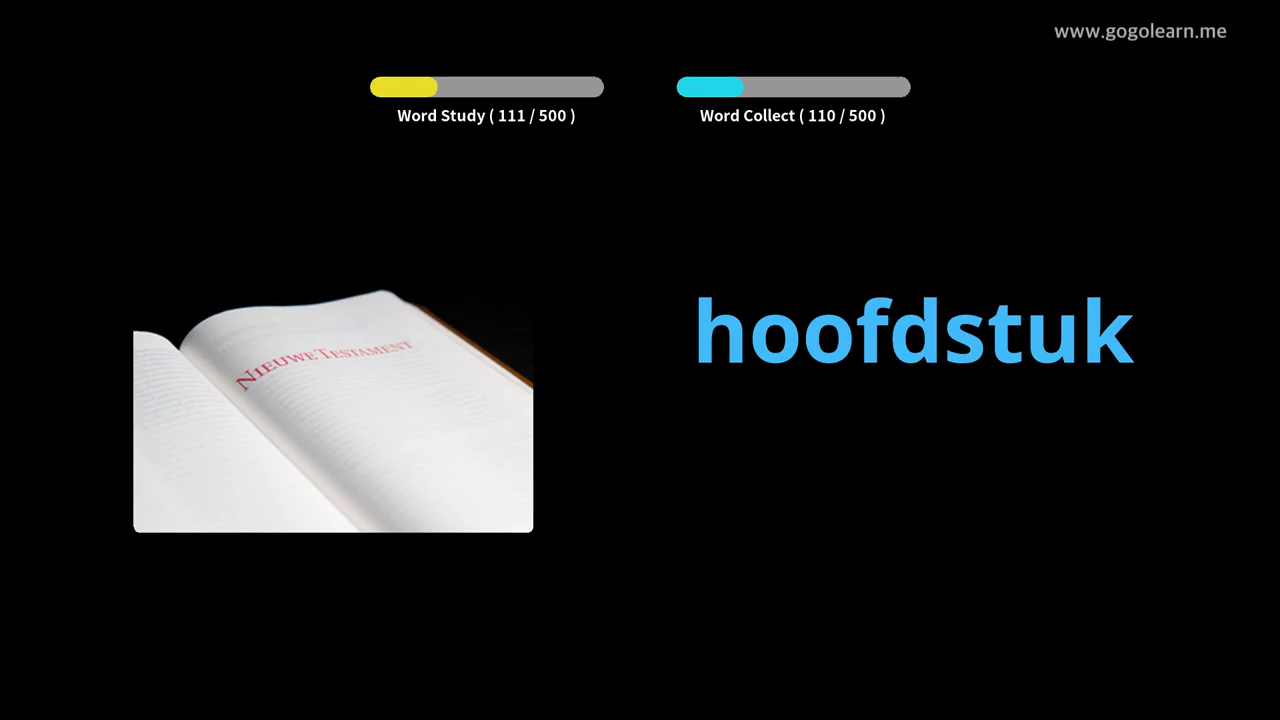 www.gogolearn.me
Word Study ( 111 / 500 )
Word Collect ( 110 / 500 )
hoofdstuk
NIEUWE TESTAMENT